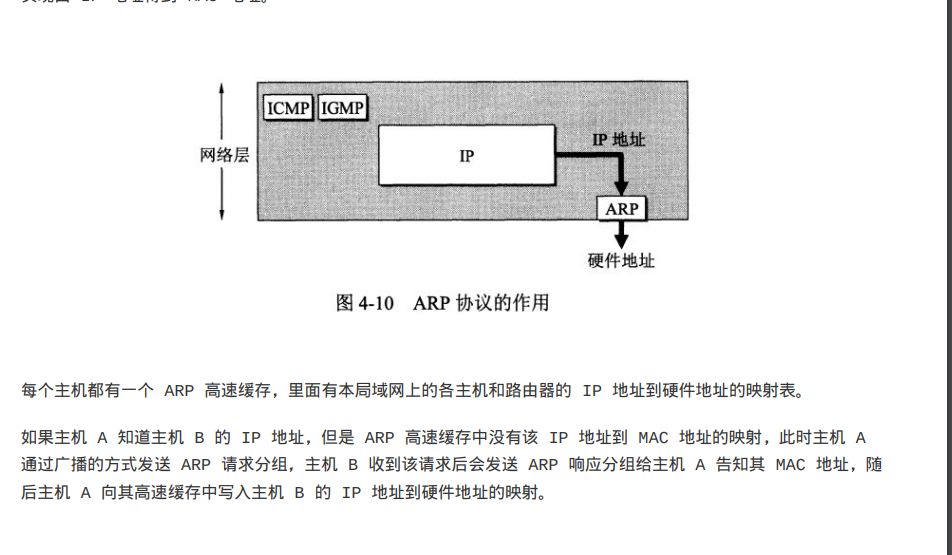 ICMP IGMP
IP 地址
网络层
IP
ARP
硬件地址
图 4-10 ARP 协议的作用
每个主机都有一个 ARP 高速缓存，里面有本局域网上的各主机和路由器的 IP 地址到硬件地址的映射表。
如果主机 A 知道主机 B 的 IP 地址，但是 ARP 高速缓存中没有该 IP 地址到 MAC 地址的映射，此时主机 A
通过广播的方式发送 ARP 请求分组，主机 B 收到该请求后会发送 ARP 响应分组给主机 A 告知其 MAC 地址，随
后主机 A 向其高速缓存中写入主机 B 的 IP 地址到硬件地址的映射。